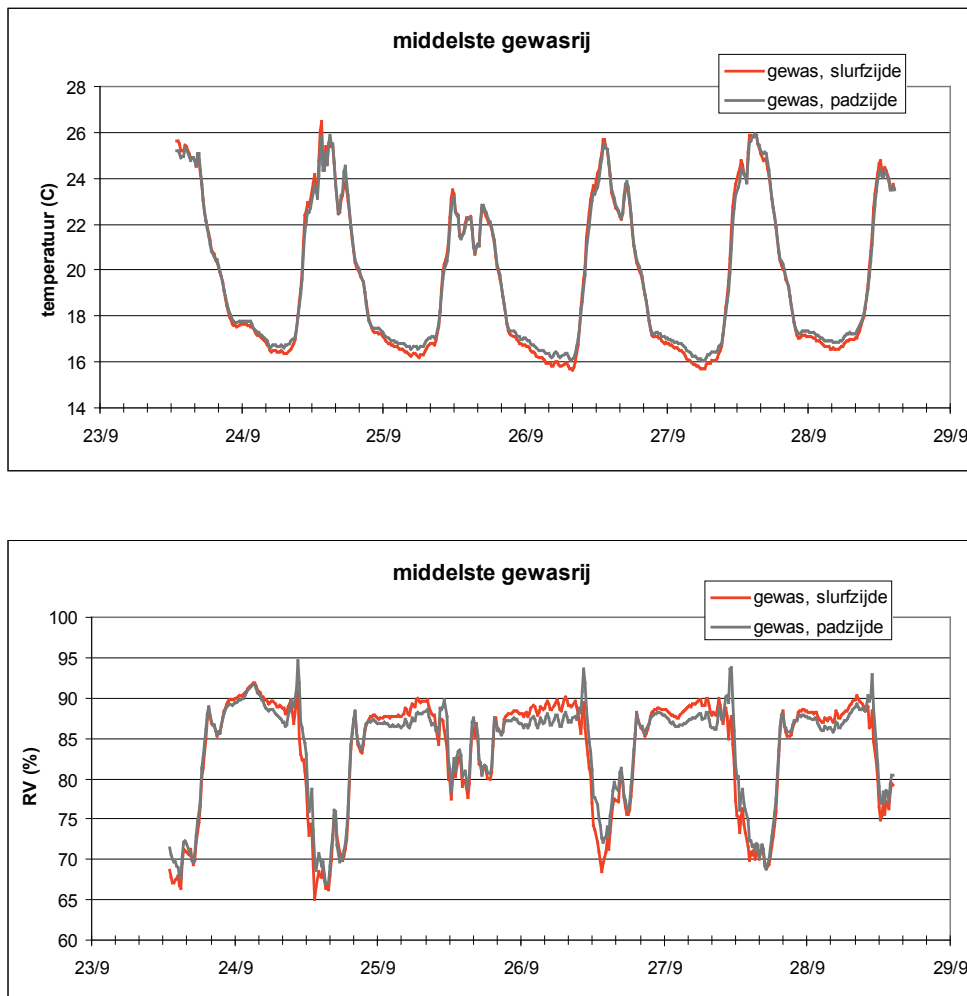 middelste gewasrij
gewas, slurfzijde
gewas, padzijde
temperatuur (C)
28
26
24
22
20
18
16
14
23/9 24/9 25/9 26/9 27/9 28/9 29/9
middelste gewasrij
gewas, slurfzijde
gewas, padzijde
RV (%)
100
95
90
85
80
75
70
65
60
23/9 24/9 25/9 26/9 27/9 28/9 29/9